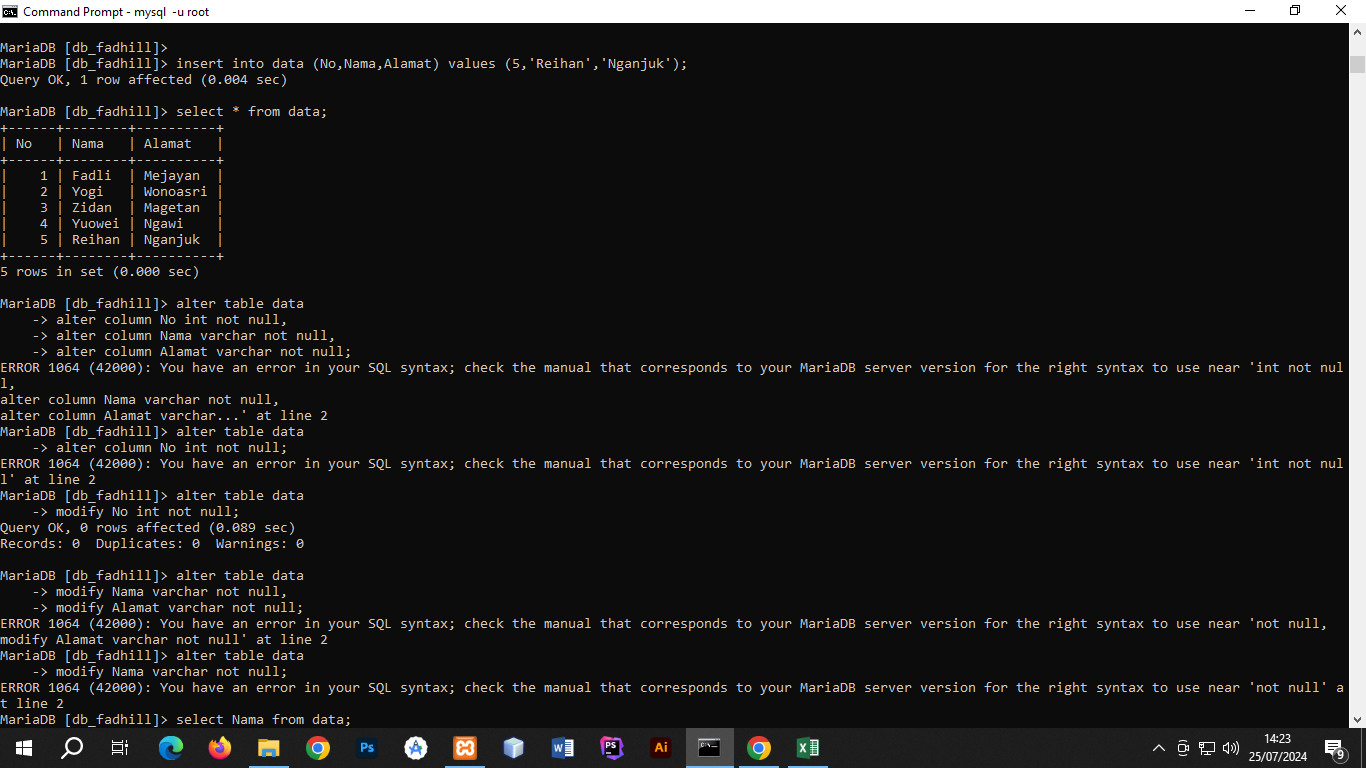 Command Prompt - mysql  -u root
MariaDB [db_fadhill]>
MariaDB [db_fadhill]> insert into data (No,Nama,Alamat) values (5,'Reihan','Nganjuk');
Query OK, 1 row affected (0.004 sec)
MariaDB [db_fadhill]> select * from data;
+------+--------+----------+
| No   | Nama   | Alamat   |
+------+--------+----------+
|    1 | Fadli  | Mejayan  |
|    2 | Yogi   | Wonoasri |
|    3 | Zidan  | Magetan  |
|    4 | Yuowei | Ngawi    |
|    5 | Reihan | Nganjuk  |
+------+--------+----------+
5 rows in set (0.000 sec)
MariaDB [db_fadhill]> alter table data
    -> alter column No int not null,
    -> alter column Nama varchar not null,
    -> alter column Alamat varchar not null;
ERROR 1064 (42000): You have an error in your SQL syntax; check the manual that corresponds to your MariaDB server version for the right syntax to use near 'int not nul
l,
alter column Nama varchar not null,
alter column Alamat varchar...' at line 2
MariaDB [db_fadhill]> alter table data
    -> alter column No int not null;
ERROR 1064 (42000): You have an error in your SQL syntax; check the manual that corresponds to your MariaDB server version for the right syntax to use near 'int not nul
l' at line 2
MariaDB [db_fadhill]> alter table data
    -> modify No int not null;
Query OK, 0 rows affected (0.089 sec)
Records: 0  Duplicates: 0  Warnings: 0
MariaDB [db_fadhill]> alter table data
    -> modify Nama varchar not null,
    -> modify Alamat varchar not null;
ERROR 1064 (42000): You have an error in your SQL syntax; check the manual that corresponds to your MariaDB server version for the right syntax to use near 'not null,
modify Alamat varchar not null' at line 2
MariaDB [db_fadhill]> alter table data
    -> modify Nama varchar not null;
ERROR 1064 (42000): You have an error in your SQL syntax; check the manual that corresponds to your MariaDB server version for the right syntax to use near 'not null' a
t line 2
MariaDB [db_fadhill]> select Nama from data;
Ps
W
PS
Ai
14:23
25/07/2024
9